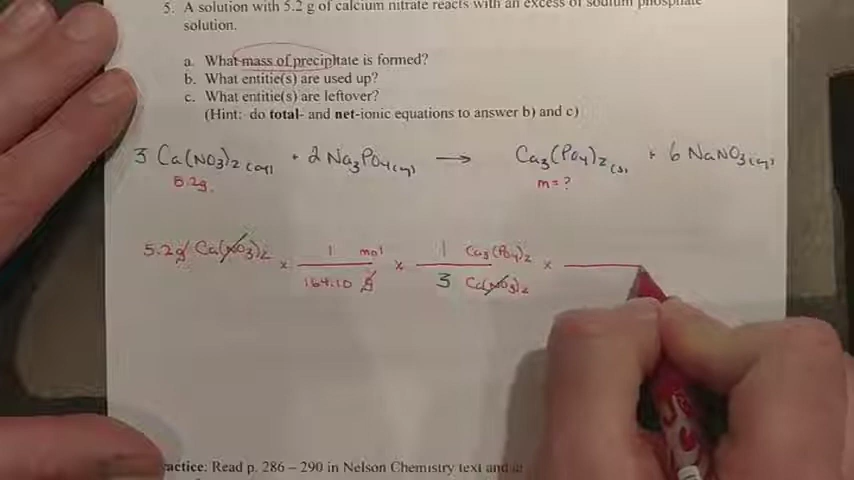 5. A solution with 5.2 g of calcium nitrate reacts with an excess of sodium phosphate
solution.
a. What mass of precipitate is formed?
b. What entitie(s) are used up?
c. What entitie(s) are leftover?
(Hint: do total- and net-ionic equations to answer b) and c)
3 Ca(NO3)2 (aq) + 2 Na3PO4(aq) → Ca3(PO4)2 (s) + 6 NaNO3(aq)
5.2g. m = ?
5.2g Ca(NO3)2 × 1 mol × 1 Ca3(PO4)2 ×
164.10 g 3 Ca(NO3)2
actice: Read p. 286 – 290 in Nelson Chemistry text and